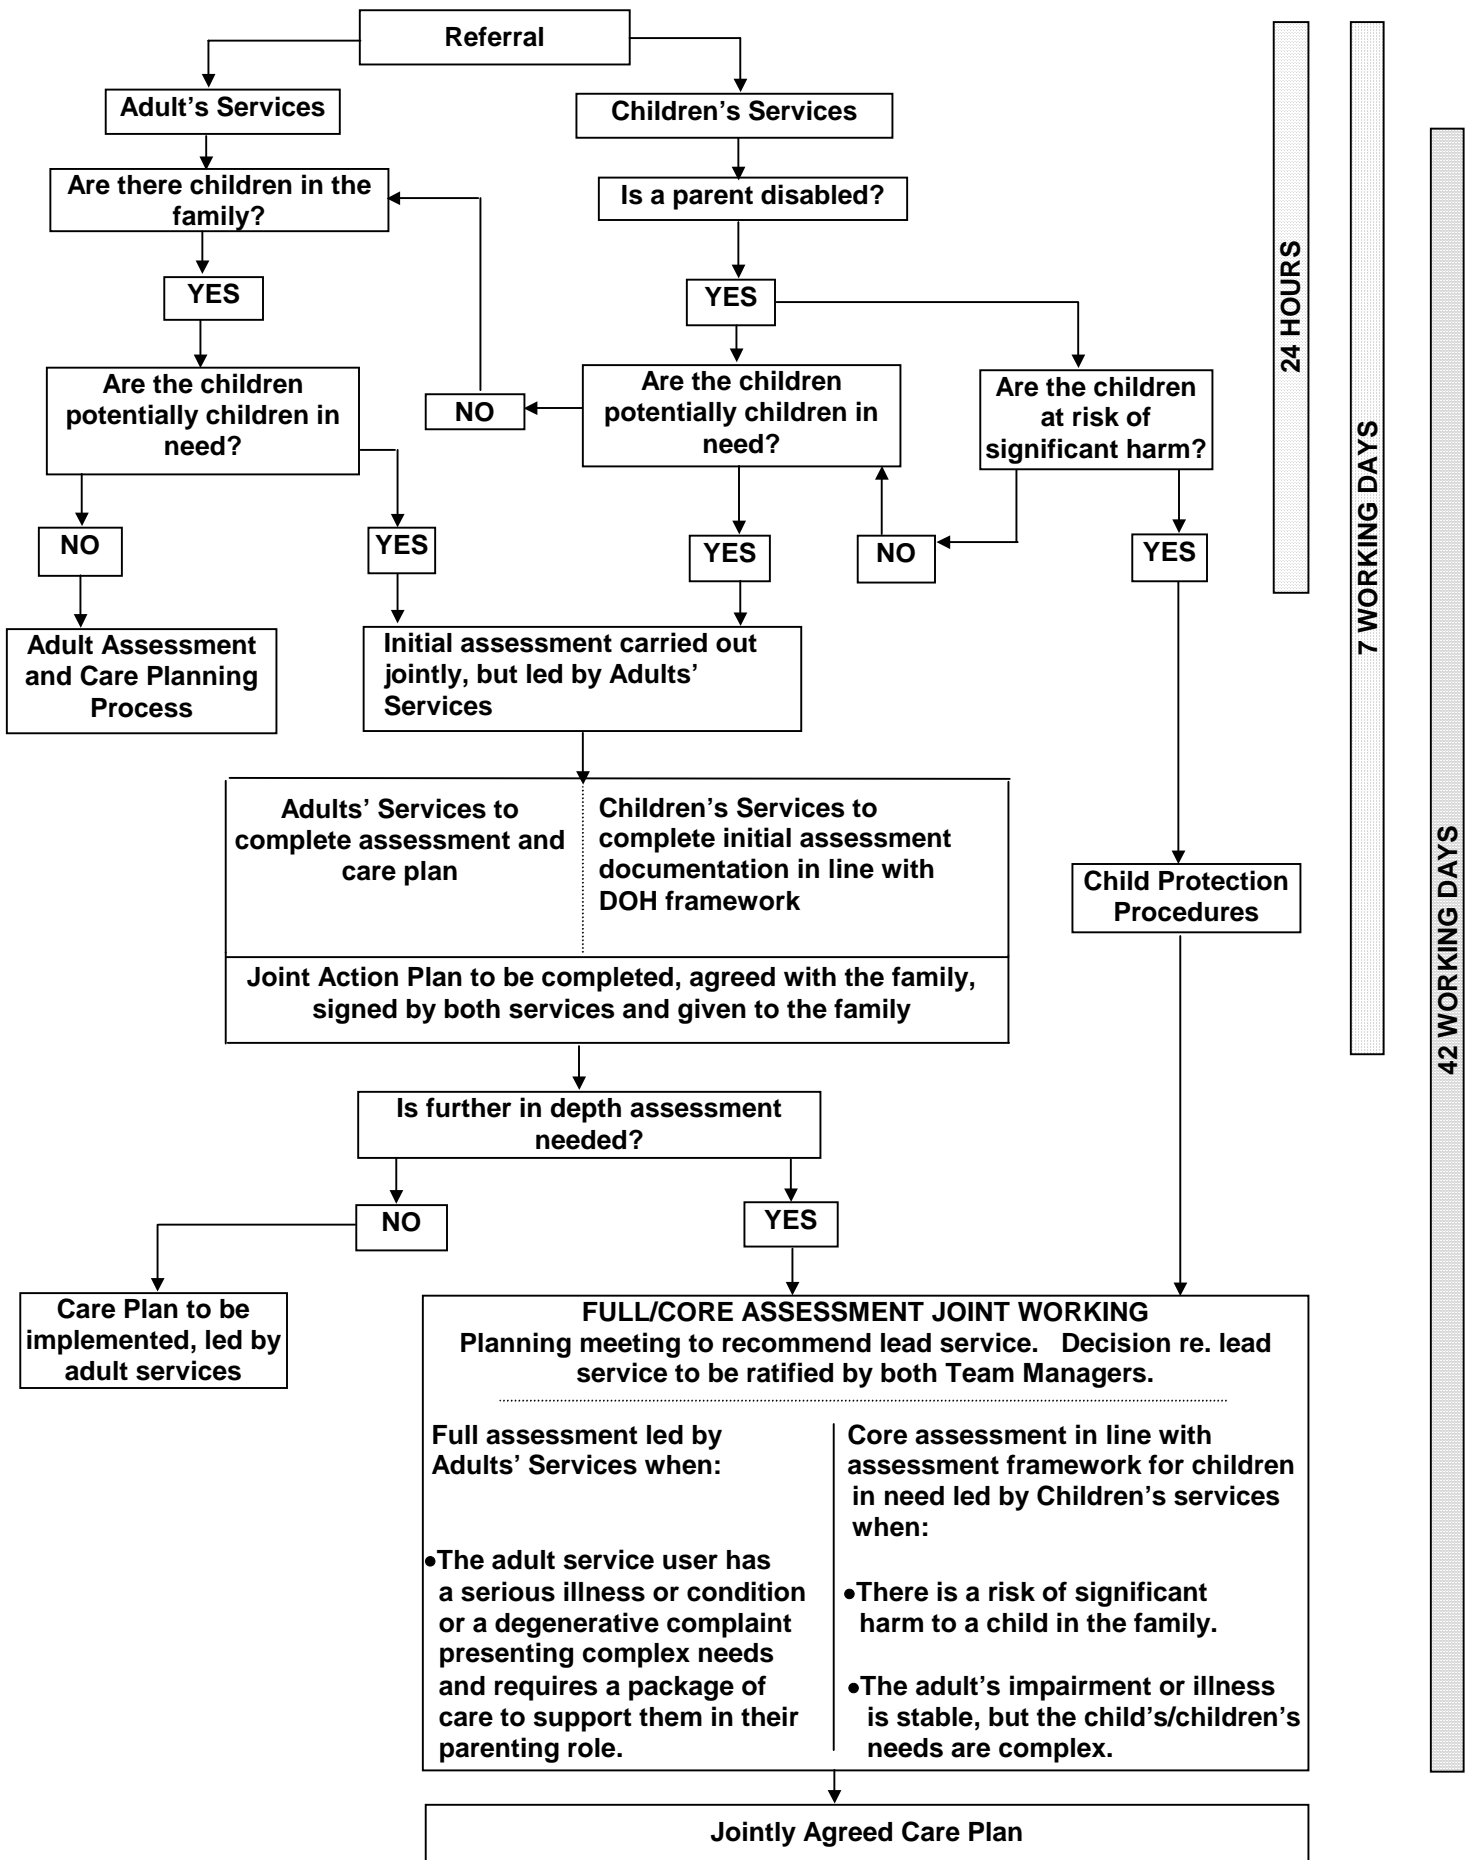 Referral
Adult's Services
Children's Services
Are there children in the
family?
Is a parent disabled?
YES
YES
Are the children
potentially children in
need?
NO
Are the children
potentially children in
need?
Are the children
at risk of
significant harm?
NO
YES
YES
NO
YES
Adult Assessment
and Care Planning
Process
Initial assessment carried out
jointly, but led by Adults’
Services
Adults’ Services to
complete assessment and
care plan
Children’s Services to
complete initial assessment
documentation in line with
DOH framework
Child Protection
Procedures
Joint Action Plan to be completed, agreed with the family,
signed by both services and given to the family
Is further in depth assessment
needed?
NO
YES
Care Plan to be
implemented, led by
adult services
FULL/CORE ASSESSMENT JOINT WORKING
Planning meeting to recommend lead service. Decision re. lead
service to be ratified by both Team Managers.
Full assessment led by
Adults’ Services when:
•The adult service user has
a serious illness or condition
or a degenerative complaint
presenting complex needs
and requires a package of
care to support them in their
parenting role.
Core assessment in line with
assessment framework for children
in need led by Children’s services
when:
•There is a risk of significant
harm to a child in the family.
•The adult’s impairment or illness
is stable, but the child’s/children’s
needs are complex.
Jointly Agreed Care Plan
24 HOURS
7 WORKING DAYS
42 WORKING DAYS